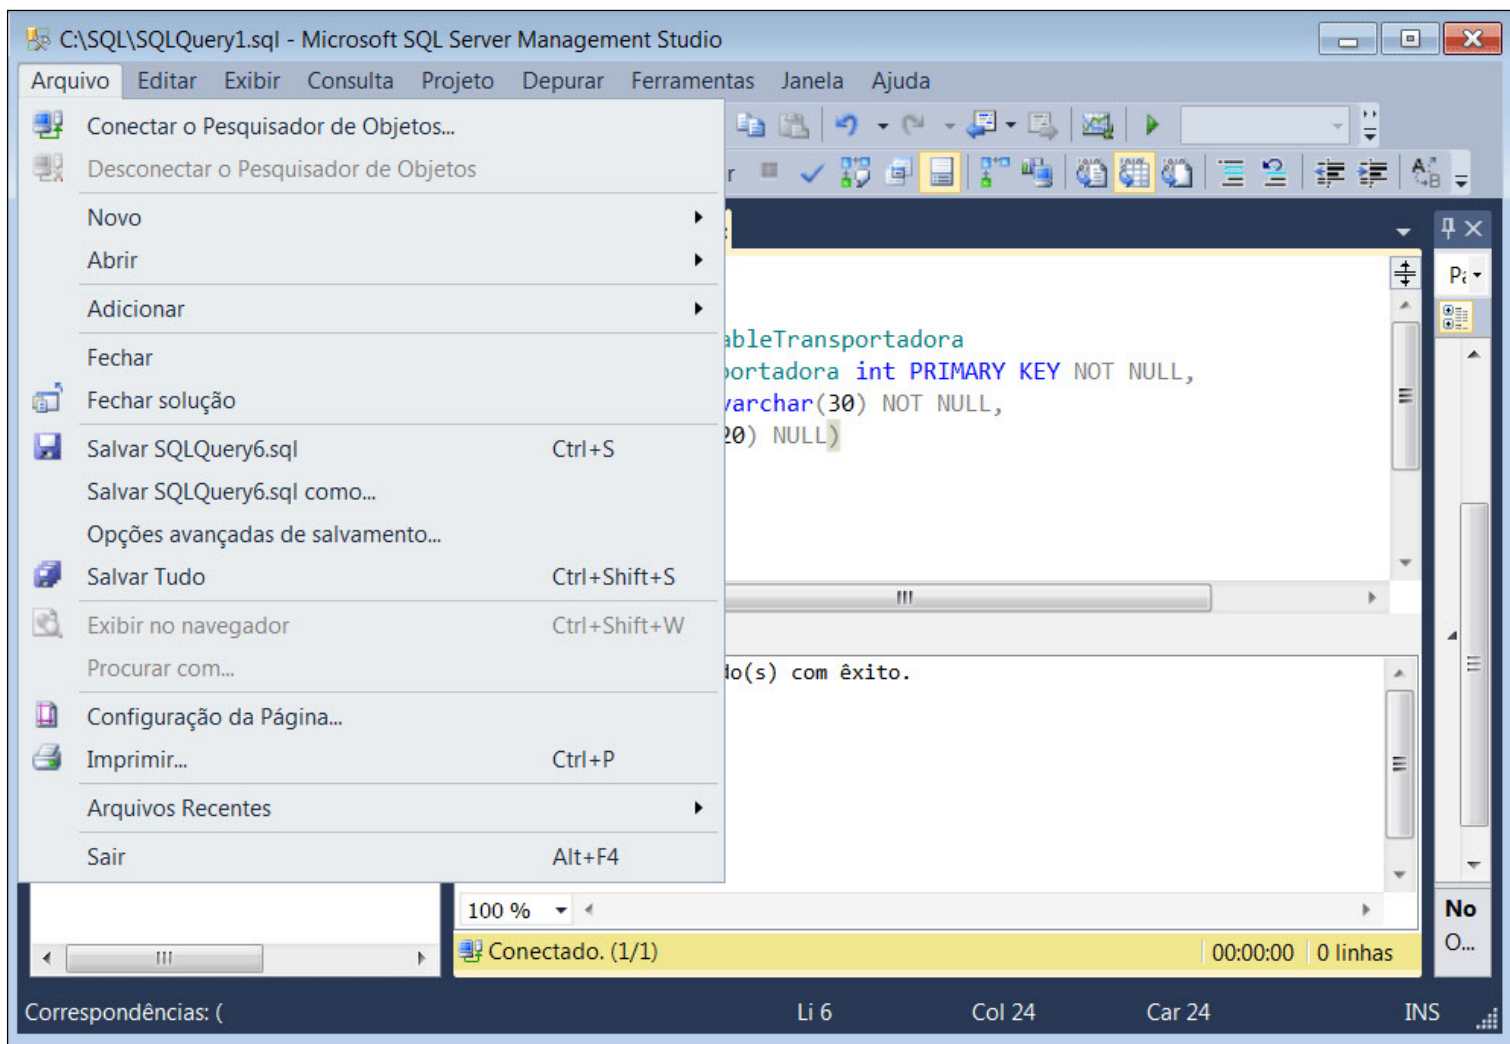 C:\SQL\SQLQuery1.sql - Microsoft SQL Server Management Studio
Arquivo Editar Exibir Consulta Projeto Depurar Ferramentas Janela Ajuda
Conectar o Pesquisador de Objetos...
Desconectar o Pesquisador de Objetos
Novo
Abrir
Adicionar
Fechar
Fechar solução
Salvar SQLQuery6.sql Ctrl+S
Salvar SQLQuery6.sql como...
Opções avançadas de salvamento...
Salvar Tudo Ctrl+Shift+S
Exibir no navegador Ctrl+Shift+W
Procurar com...
Configuração da Página...
Imprimir... Ctrl+P
Arquivos Recentes
Sair Alt+F4
ableTransportadora
portadora int PRIMARY KEY NOT NULL,
varchar(30) NOT NULL,
20) NULL)
do(s) com êxito.
100 %
Conectado. (1/1) 00:00:00 0 linhas
No
O...
Correspondências: ( Li 6 Col 24 Car 24 INS